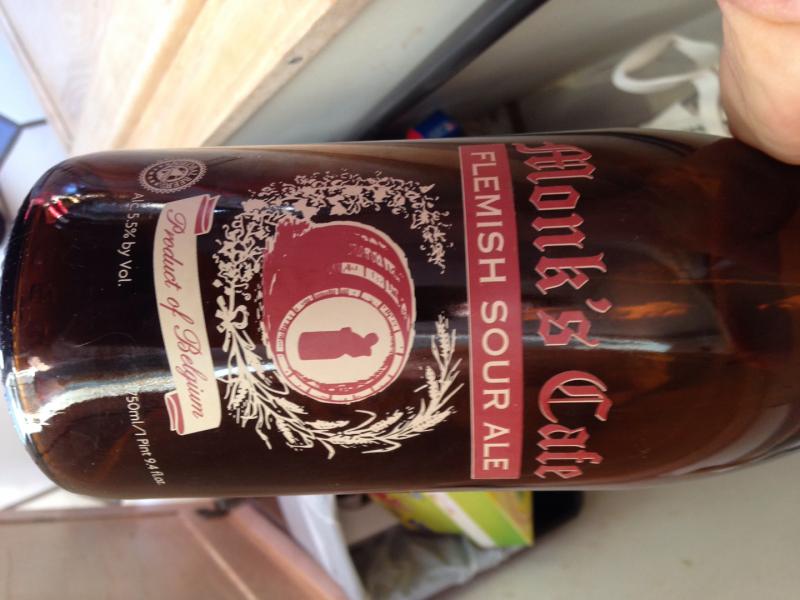 Monk's Cafe
FLEMISH SOUR ALE
Product of Belgium
Alc 5.5% by Vol.
750ml/1 Pint 9.4 fl.oz